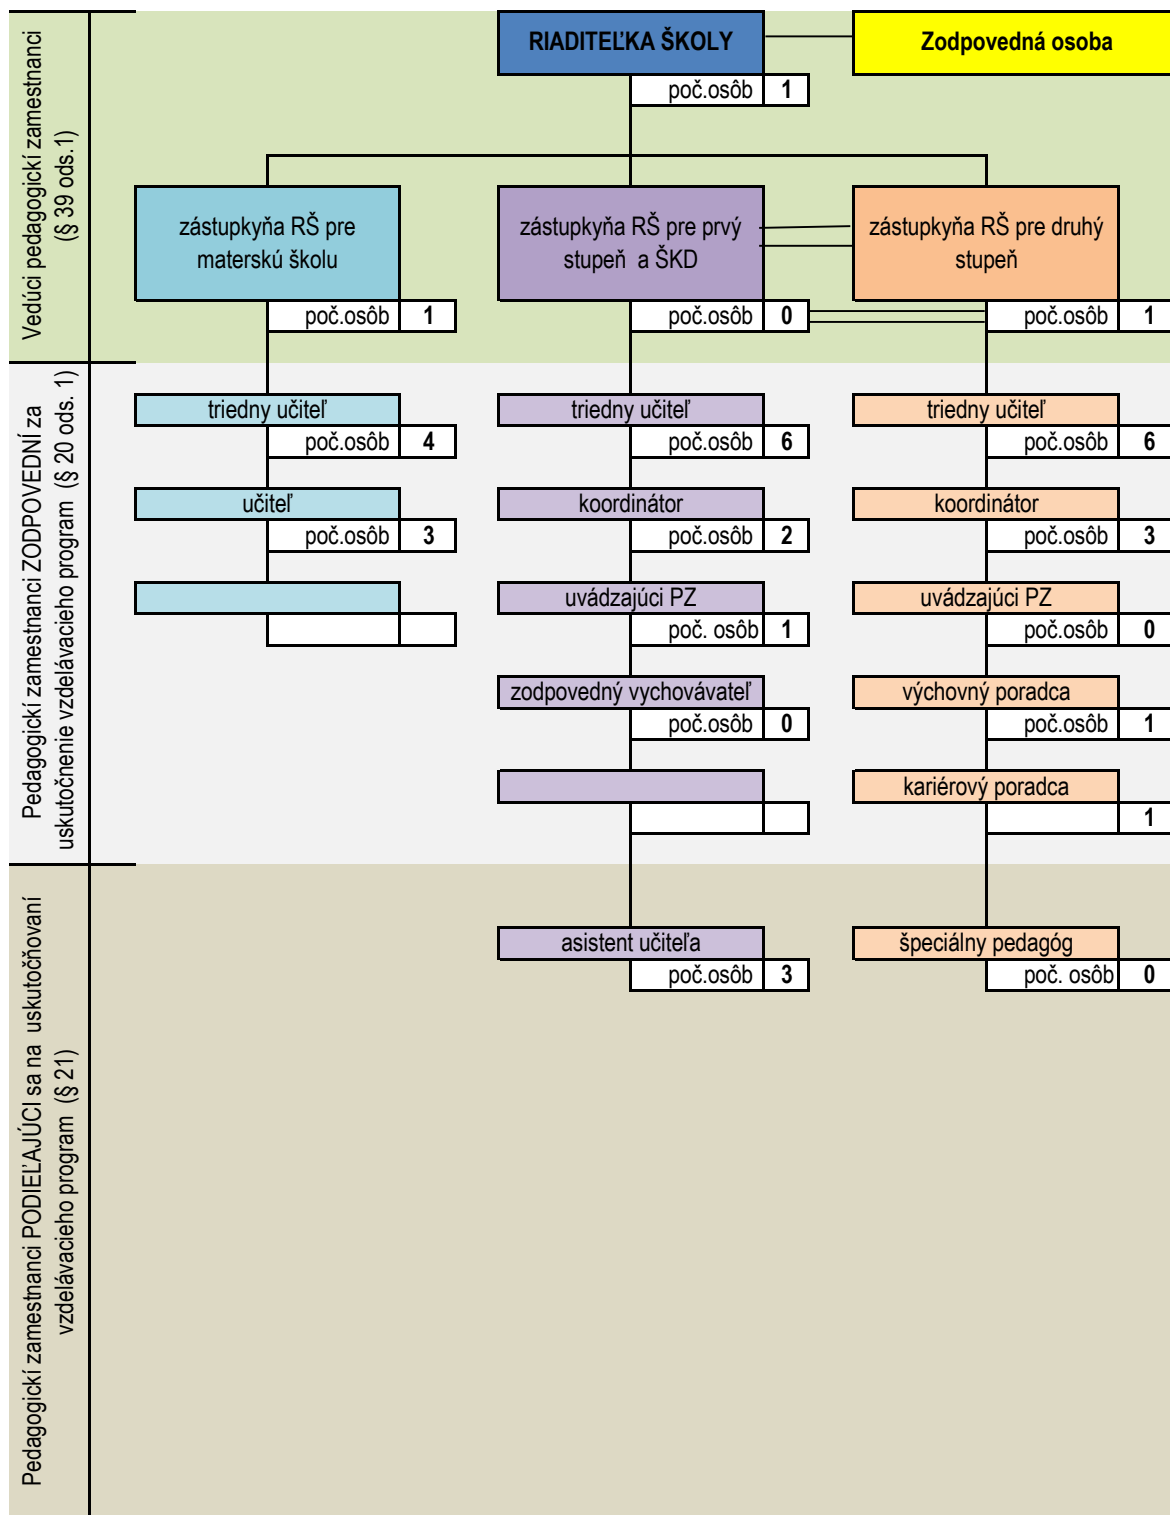 RIADITEĽKA ŠKOLY
Zodpovedná osoba
poč.osôb 1
Vedúci pedagogickí zamestnanci
(§ 39 ods.1)
zástupkyňa RŠ pre
materskú školu
poč.osôb 1
zástupkyňa RŠ pre prvý
stupeň a ŠKD
poč.osôb 0
zástupkyňa RŠ pre druhý
stupeň
poč.osôb 1
Pedagogickí zamestnanci ZODPOVEDNÍ za
uskutočnenie vzdelávacieho program (§ 20 ods. 1)
triedny učiteľ
poč.osôb 4
učiteľ
poč.osôb 3
triedny učiteľ
poč.osôb 6
koordinátor
poč.osôb 2
uvádzajúci PZ
poč. osôb 1
zodpovedný vychovávateľ
poč.osôb 0
triedny učiteľ
poč.osôb 6
koordinátor
poč.osôb 3
uvádzajúci PZ
poč.osôb 0
výchovný poradca
poč.osôb 1
kariérový poradca
1
Pedagogickí zamestnanci PODIEĽAJÚCI sa na uskutočňovaní
vzdelávacieho program (§ 21)
asistent učiteľa
poč.osôb 3
špeciálny pedagóg
poč. osôb 0